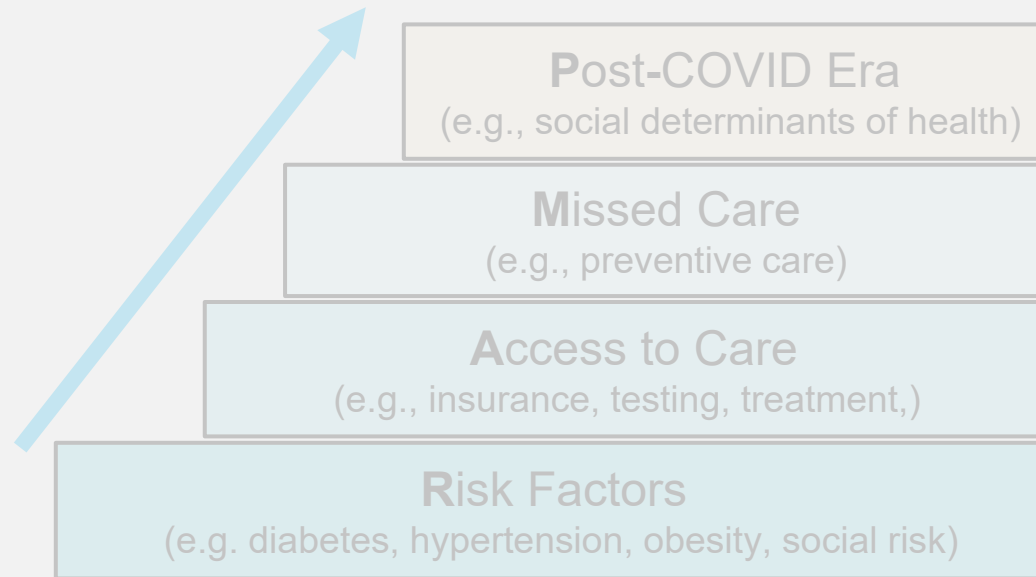 Post-COVID Era
(e.g., social determinants of health)
Missed Care
(e.g., preventive care)
Access to Care
(e.g., insurance, testing, treatment,)
Risk Factors
(e.g. diabetes, hypertension, obesity, social risk)